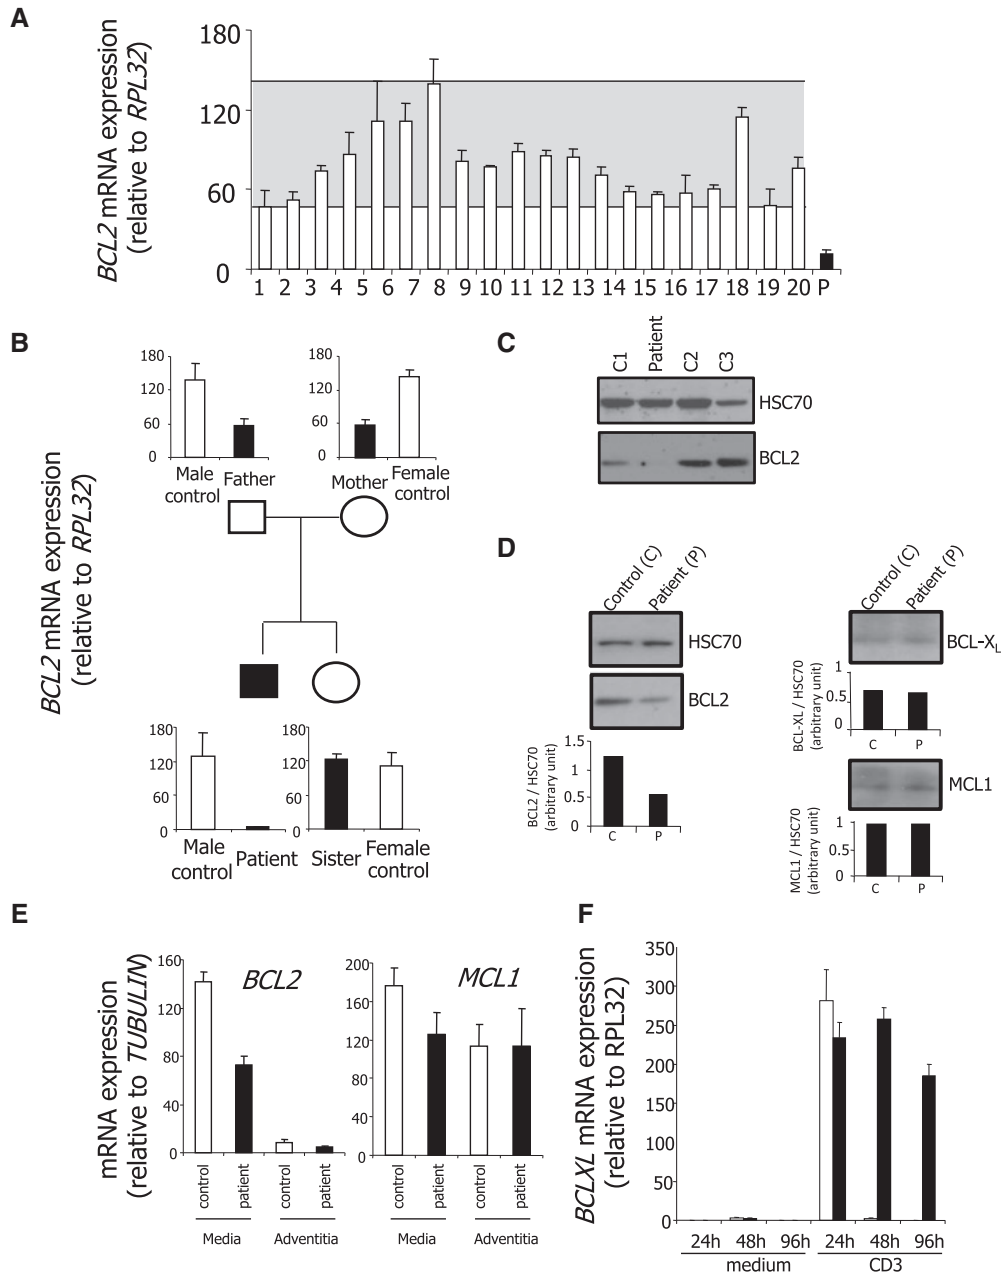 A
BCL2 mRNA expression
(relative to RPL32)
180
120
60
0
1 2 3 4 5 6 7 8 9 10 11 12 13 14 15 16 17 18 19 20 P
B
BCL2 mRNA expression
(relative to RPL32)
180
120
60
0
Male
control
Father
180
120
60
0
Mother
Female
control
180
120
60
0
Male
control
Patient
180
120
60
0
Sister
Female
control
C
C1 Patient C2 C3
HSC70
BCL2
D
Control (C)
Patient (P)
HSC70
BCL2
BCL2 / HSC70
(arbitrary unit)
1.5
1
0.5
0
C P
Control (C)
Patient (P)
BCL-XL
BCL-XL / HSC70
(arbitrary unit)
1
0.5
0
C P
MCL1
MCL1 / HSC70
(arbitrary unit)
1
0.5
0
C P
E
mRNA expression
(relative to TUBULIN)
BCL2
160
120
80
40
0
control patient control patient
Media Adventitia
MCL1
200
160
120
80
40
0
control patient control patient
Media Adventitia
F
BCLXL mRNA expression
(relative to RPL32)
350
300
250
200
150
100
50
0
24h 48h 96h 24h 48h 96h
medium CD3